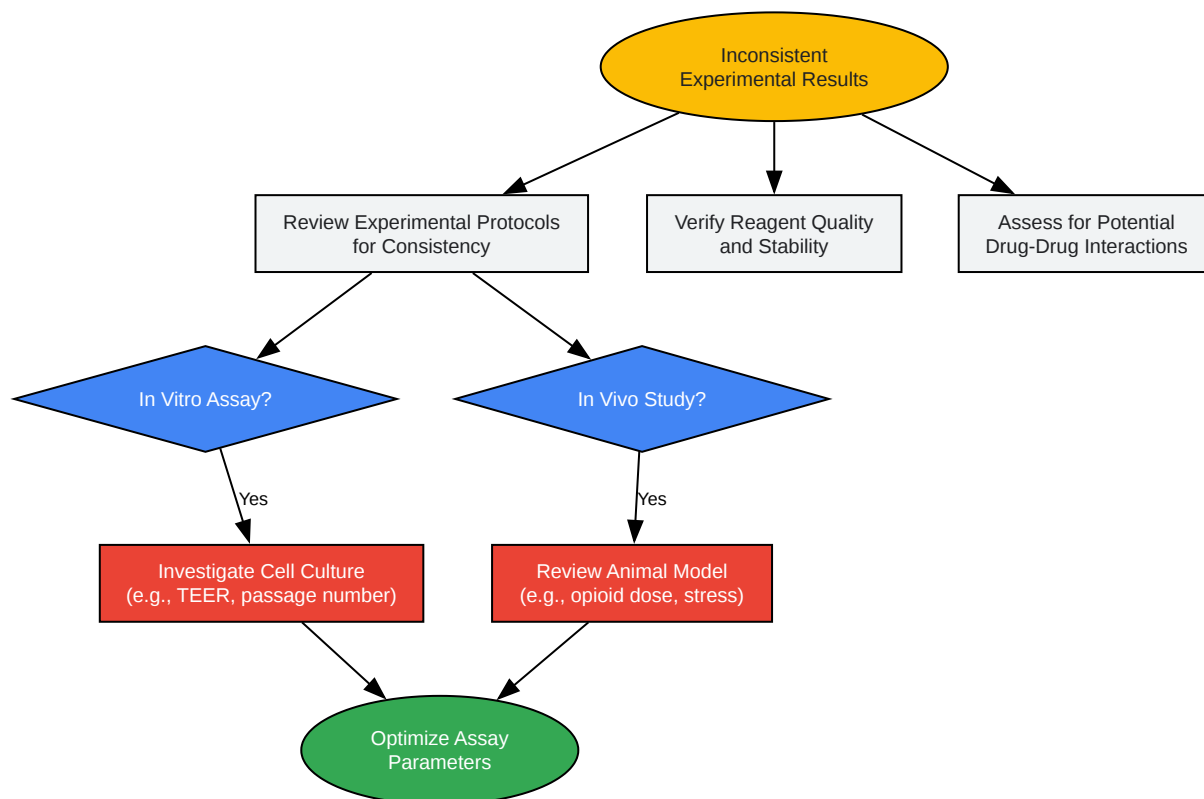 Inconsistent
Experimental Results
Review Experimental Protocols
for Consistency
Verify Reagent Quality
and Stability
Assess for Potential
Drug-Drug Interactions
In Vitro Assay?
In Vivo Study?
Yes
Yes
Investigate Cell Culture
(e.g., TEER, passage number)
Review Animal Model
(e.g., opioid dose, stress)
Optimize Assay
Parameters